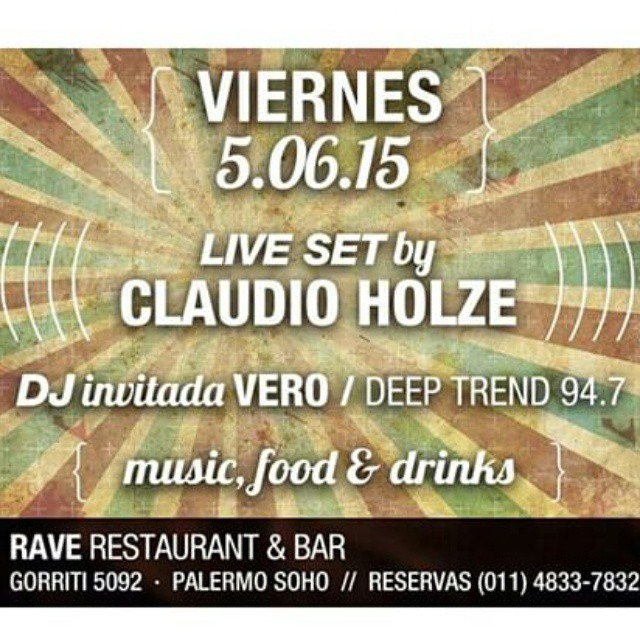 VIERNES
5.06.15
LIVE SET by
CLAUDIO HOLZE
DJ invitada VERO / DEEP TREND 94.7
music, food & drinks
RAVE RESTAURANT & BAR
GORRITI 5092 · PALERMO SOHO // RESERVAS (011) 4833-7832